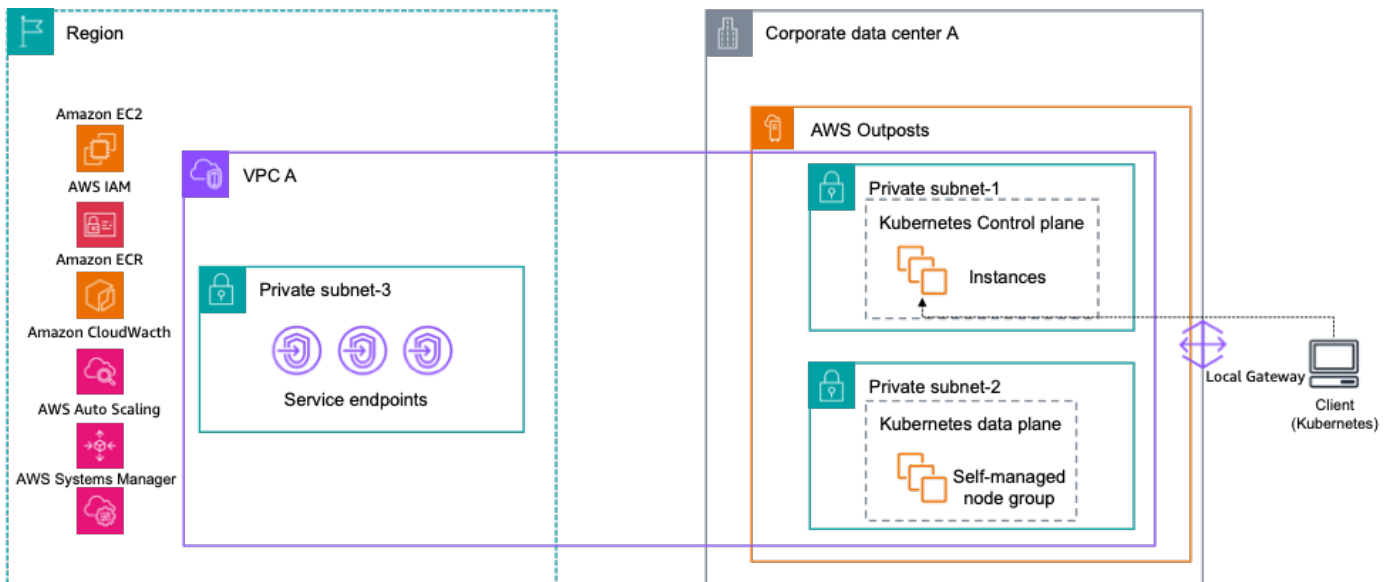 Region
Amazon EC2
AWS IAM
Amazon ECR
Amazon CloudWacth
AWS Auto Scaling
AWS Systems Manager
VPC A
Private subnet-3
Service endpoints
Corporate data center A
AWS Outposts
Private subnet-1
Kubernetes Control plane
Instances
Private subnet-2
Kubernetes data plane
Self-managed
node group
Local Gateway
Client
(Kubernetes)